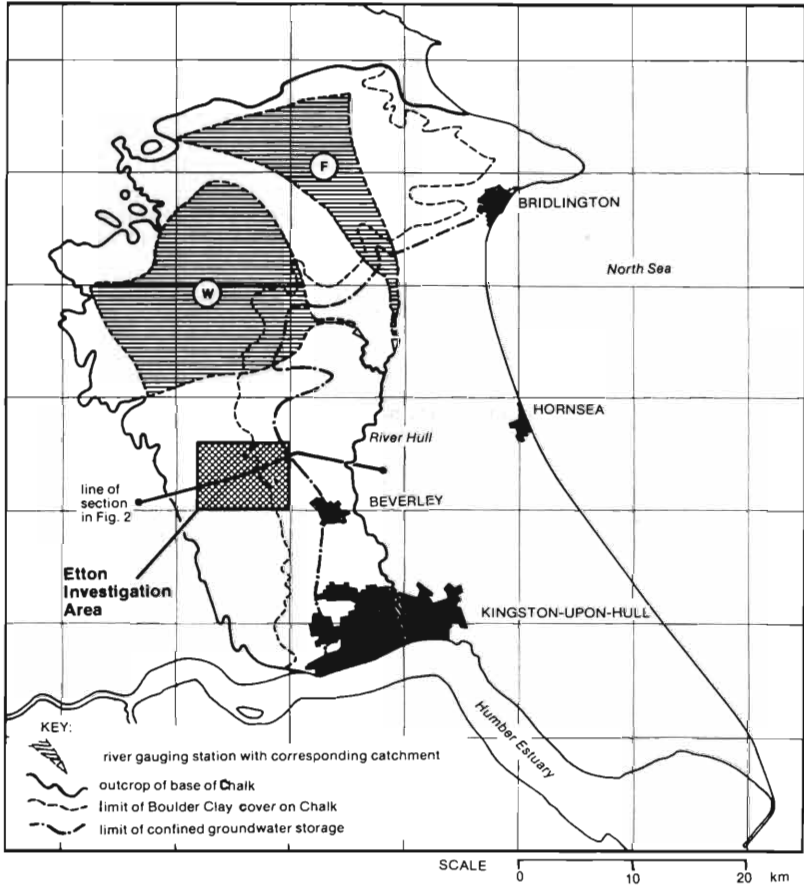 F
BRIDLINGTON
North Sea
W
HORNSEA
River Hull
line of
section
in Fig. 2
BEVERLEY
Etton
Investigation
Area
KINGSTON-UPON-HULL
Humber Estuary
KEY:
river gauging station with corresponding catchment
outcrop of base of Chalk
limit of Boulder Clay cover on Chalk
limit of confined groundwater storage
SCALE
0 10 20 km